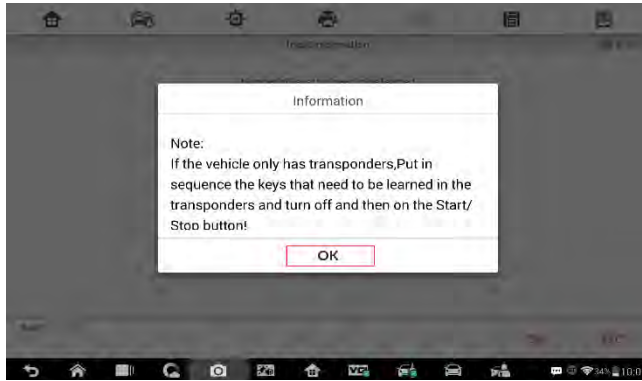 Information
Note:
If the vehicle only has transponders,Put in
sequence the keys that need to be learned in the
transponders and turn off and then on the Start/
Stop button!
OK
34%